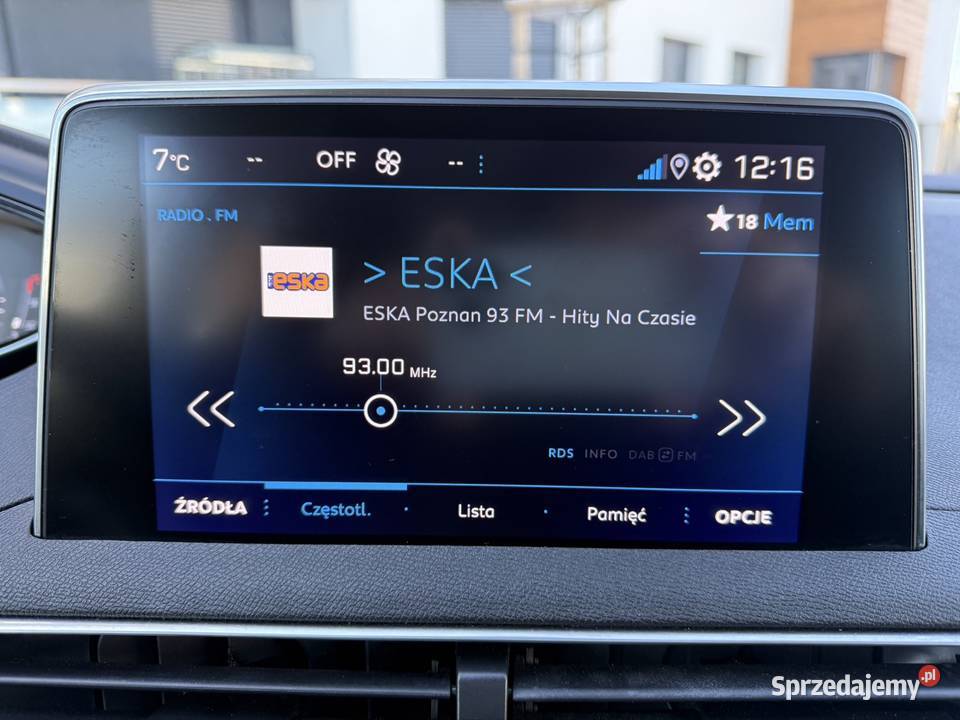 7°C -- OFF -- 12:16
RADIO . FM
18 Mem
eska
> ESKA <
ESKA Poznan 93 FM - Hity Na Czasie
93.00 MHz
RDS INFO DAB FM
ŹRÓDŁA Częstotl. Lista Pamięć OPCJE
Sprzedajemy.pl